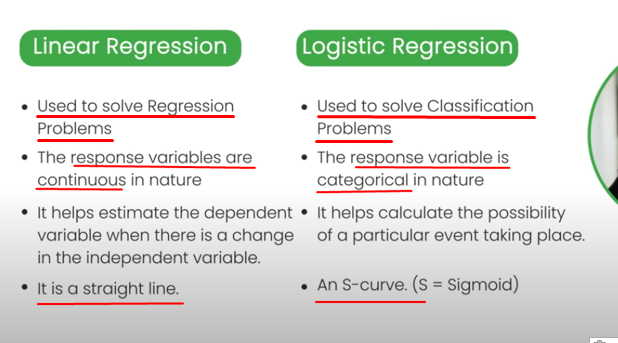 Linear Regression
• Used to solve Regression
Problems
• The response variables are
continuous in nature
• It helps estimate the dependent
variable when there is a change
in the independent variable.
• It is a straight line.
Logistic Regression
• Used to solve Classification
Problems
• The response variable is
categorical in nature
• It helps calculate the possibility
of a particular event taking place.
• An S-curve. (S = Sigmoid)